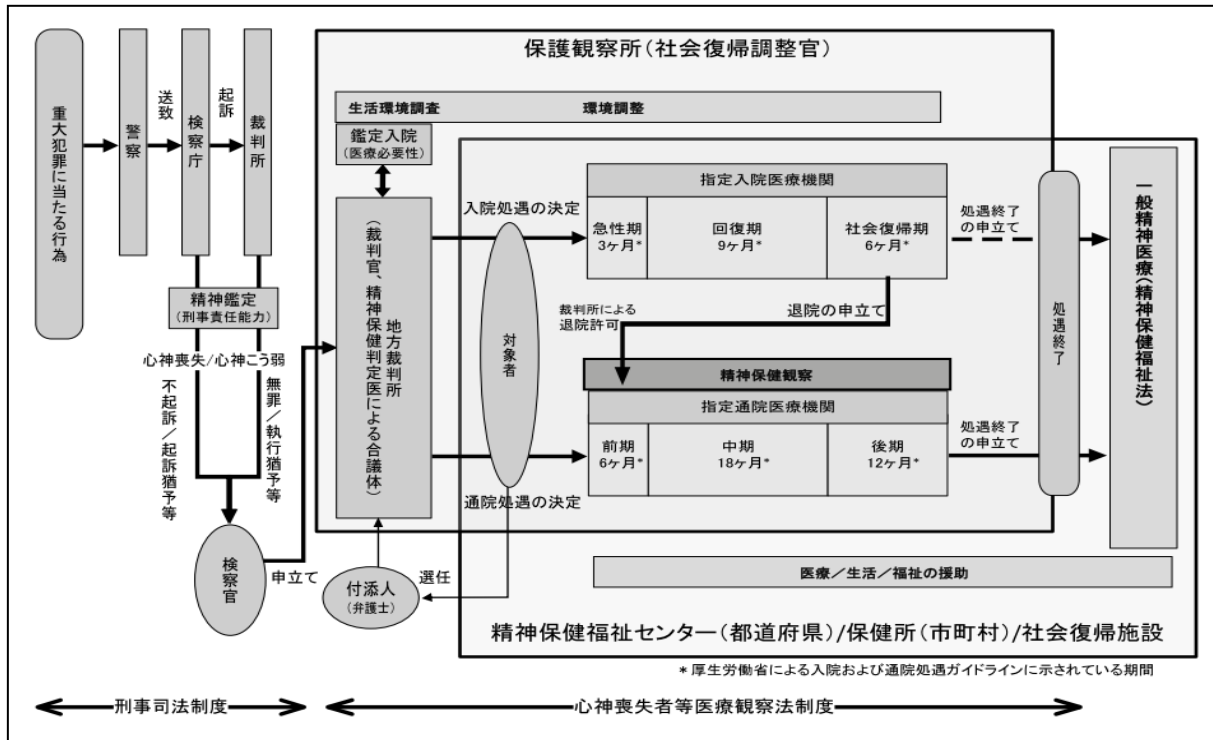 保護観察所(社会復帰調整官)
重大犯罪に当たる行為
警察
送致
検察庁
起訴
裁判所
生活環境調査
環境調整
鑑定入院
(医療必要性)
地方裁判所
(裁判官、精神保健判定医による合議体)
精神鑑定
(刑事責任能力)
心神喪失/心神こう弱
不起訴/起訴猶予等
無罪/執行猶予等
検察官
申立て
付添人
(弁護士)
選任
入院処遇の決定
対象者
通院処遇の決定
指定入院医療機関
急性期
3ヶ月*
回復期
9ヶ月*
社会復帰期
6ヶ月*
処遇終了
の申立て
裁判所による
退院許可
退院の申立て
精神保健観察
指定通院医療機関
前期
6ヶ月*
中期
18ヶ月*
後期
12ヶ月*
処遇終了
の申立て
処遇終了
一般精神医療(精神保健福祉法)
医療/生活/福祉の援助
精神保健福祉センター(都道府県)/保健所(市町村)/社会復帰施設
*厚生労働省による入院および通院処遇ガイドラインに示されている期間
刑事司法制度
心神喪失者等医療観察法制度